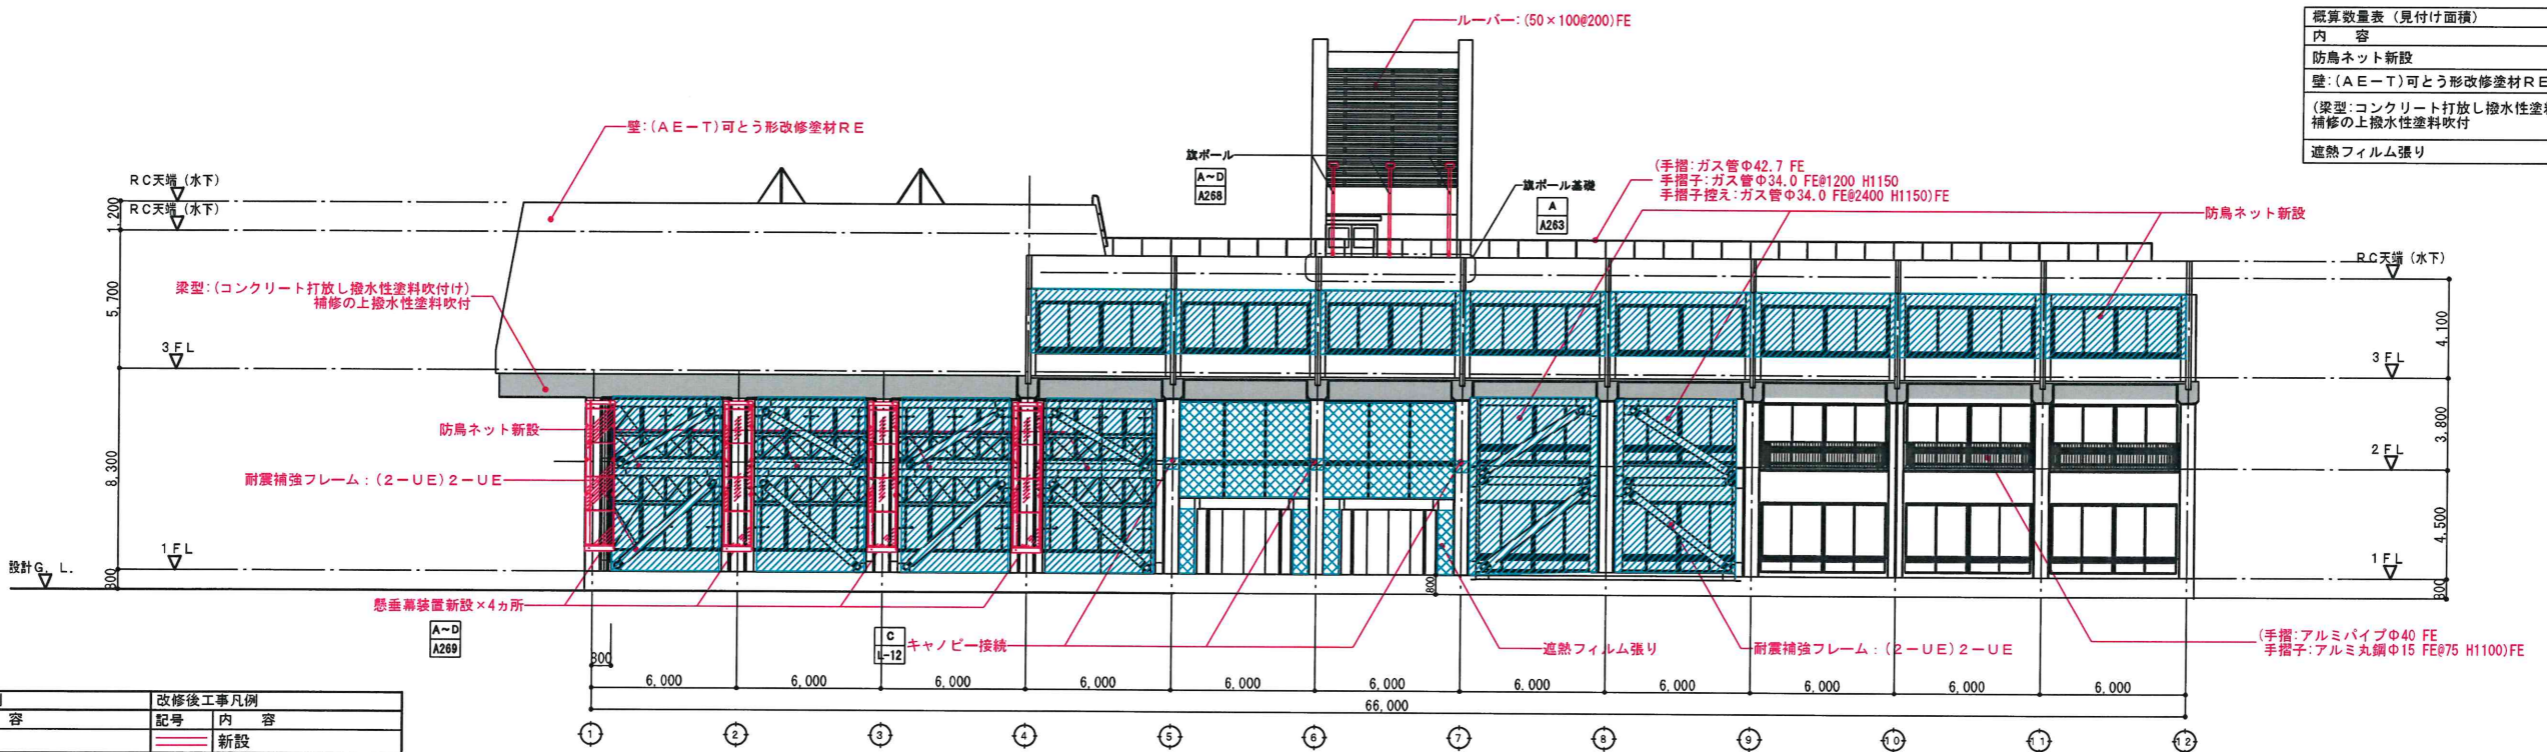 ルーバー:(50×100@200)FE
概算数量表 (見付け面積)
内　容
防鳥ネット新設
壁:(AE−T)可とう形改修塗材RE
(梁型:コンクリート打放し撥水性塗料
補修の上撥水性塗料吹付
遮熱フィルム張り
壁:(AE−T)可とう形改修塗材RE
旗ポール
A~D
A268
旗ポール基礎
A
A263
(手摺:ガス管Φ42.7 FE
手摺子:ガス管Φ34.0 FE@1200 H1150
手摺子控え:ガス管Φ34.0 FE@2400 H1150)FE
防鳥ネット新設
RC天端 (水下)
RC天端 (水下)
1,200
5,700
8,300
800
梁型:(コンクリート打放し撥水性塗料吹付け)
補修の上撥水性塗料吹付
3FL
RC天端 (水下)
4,100
3FL
3,800
2FL
4,500
1FL
800
防鳥ネット新設
耐震補強フレーム:(2−UE)2−UE
1FL
設計G. L.
懸垂幕装置新設×4ヵ所
A~D
A269
C
L-12
キャノピー接続
800
遮熱フィルム張り
耐震補強フレーム:(2−UE)2−UE
(手摺:アルミパイプΦ40 FE
手摺子:アルミ丸鋼Φ15 FE@75 H1100)FE
800
6,000 6,000 6,000 6,000 6,000 6,000 6,000 6,000 6,000 6,000 6,000
66,000
1 2 3 4 5 6 7 8 9 10 11 12
容
改修後工事凡例
記号 内　容
新設